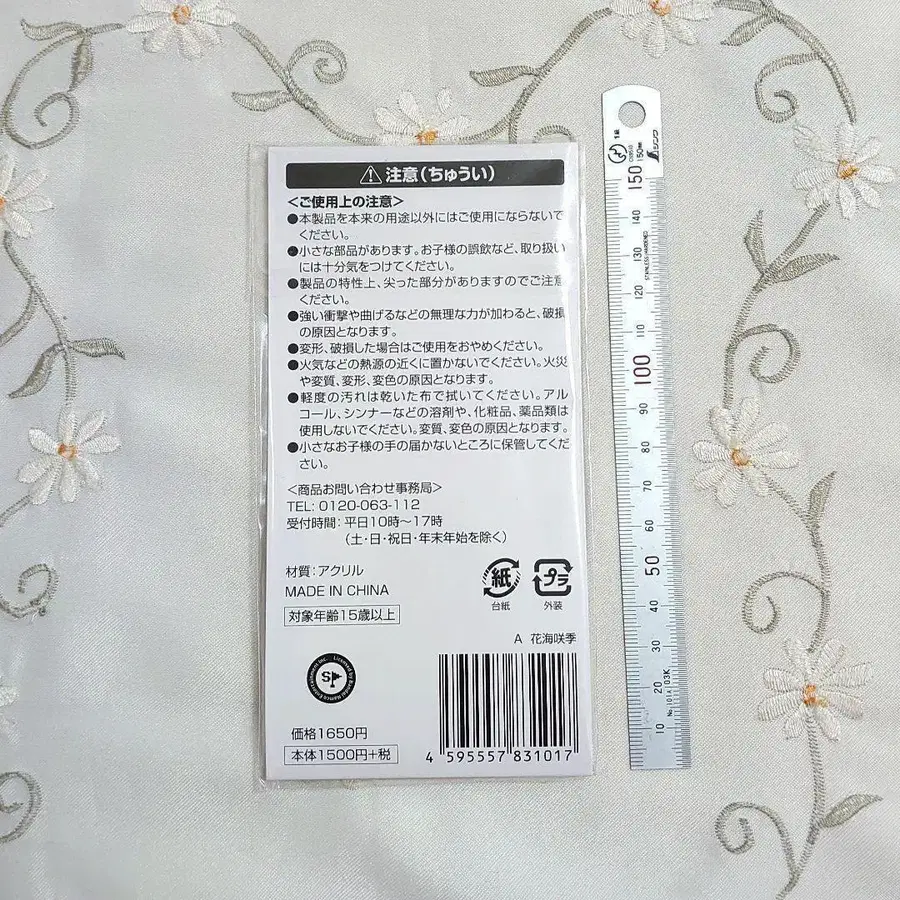 ⚠ 注意(ちゅうい)
<ご使用上の注意>
●本製品を本来の用途以外にはご使用にならないで
ください。
●小さな部品があります。お子様の誤飲など、取り扱い
には十分気をつけてください。
●製品の特性上、尖った部分がありますのでご注意
ください。
●強い衝撃や曲げるなどの無理な力が加わると、破損
の原因となります。
●変形、破損した場合はご使用をおやめください。
●火気などの熱源の近くに置かないでください。火災
や変質、変形、変色の原因となります。
●軽度の汚れは乾いた布で拭いてください。アル
コール、シンナーなどの溶剤や、化粧品、薬品類は
使用しないでください。変質、変色の原因となります。
●小さなお子様の手の届かないところに保管してくだ
さい。
<商品お問い合わせ事務局>
TEL: 0120-063-112
受付時間: 平日10時〜17時
(土・日・祝日・年末年始を除く)
材質:アクリル
MADE IN CHINA
対象年齢15歳以上
紙
台紙
プラ
外装
A 花海咲季
Licensed by Bandai Namco Entertainment Inc.
SP
価格1650円
本体1500円+税
4 595557 831017
150
140
130
120
110
100
90
80
70
60
50
40
30
20
10
STAINLESS HARDENED
シンワ
150mm
No.101A 03K